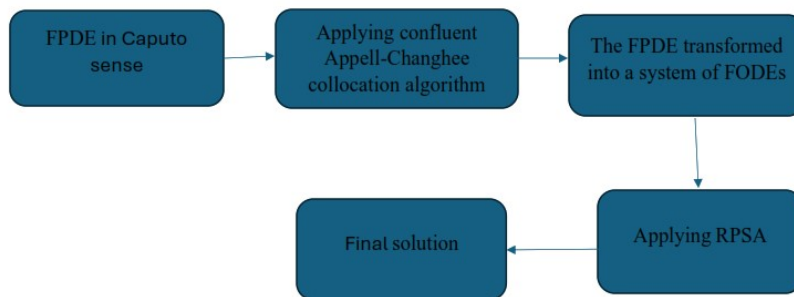 FPDE in Caputo
sense
Applying confluent
Appell-Changhee
collocation algorithm
The FPDE transformed
into a system of FODEs
Applying RPSA
Final solution